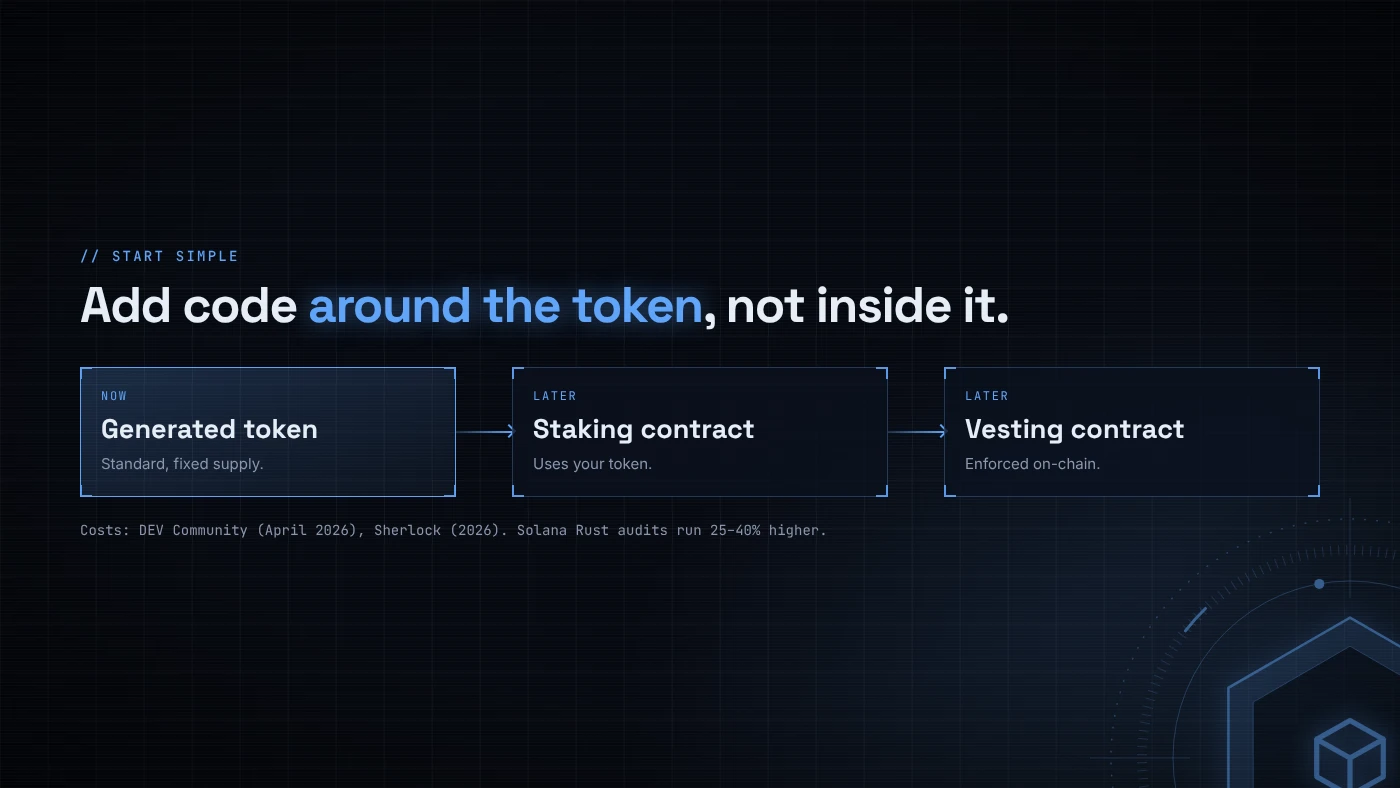 // START SIMPLE
Add code around the token, not inside it.
NOW
Generated token
Standard, fixed supply.
LATER
Staking contract
Uses your token.
LATER
Vesting contract
Enforced on-chain.
Costs: DEV Community (April 2026), Sherlock (2026). Solana Rust audits run 25–40% higher.